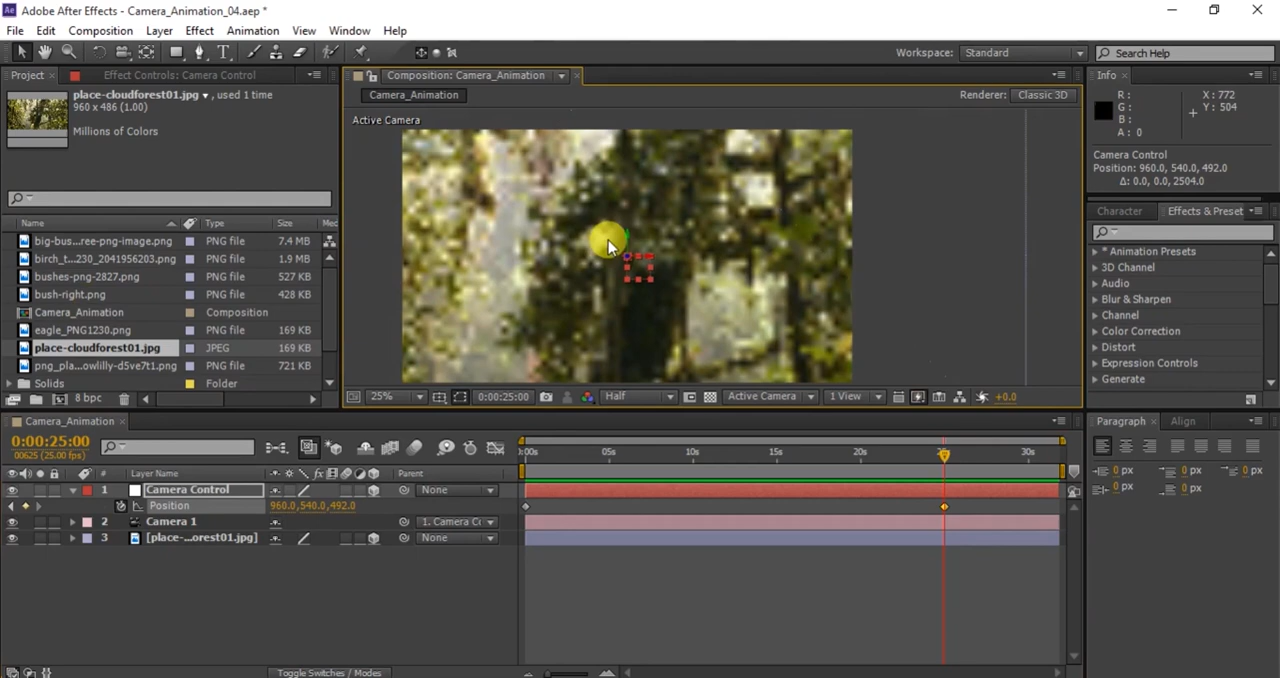 Adobe After Effects - Camera_Animation_04.aep *
File Edit Composition Layer Effect Animation View Window Help
Workspace: Standard
Search Help
Project
Effect Controls: Camera Control
place-cloudforest01.jpg, used 1 time
960 x 486 (1.00)
Millions of Colors
Name Type Size Me
big-bus...ree-png-image.png PNG file 7.4 MB
birch_t...230_2041956203.png PNG file 1.9 MB
bushes-png-2827.png PNG file 527 KB
bush-right.png PNG file 428 KB
Camera_Animation Composition
eagle_PNG1230.png PNG file 169 KB
place-cloudforest01.jpg JPEG 169 KB
png_pla...owlilly-d5ve7t1.png PNG file 721 KB
Solids Folder
8 bpc
Composition: Camera_Animation
Camera_Animation
Renderer: Classic 3D
Active Camera
25% 0:00:25:00 Half Active Camera 1 View +0.0
Info
R: X: 772
G: Y: 504
B:
A: 0
Camera Control
Position: 960.0, 540.0, 492.0
Δ: 0.0, 0.0, 2504.0
Character Effects & Preset
* Animation Presets
3D Channel
Audio
Blur & Sharpen
Channel
Color Correction
Distort
Expression Controls
Generate
Camera_Animation
0:00:25:00
00625 (25.00 fps)
:00s 05s 10s 15s 20s 30s
# Layer Name fx Parent
1 Camera Control None
Position 960.0,540.0,492.0
2 Camera 1 1. Camera Cc
3 [place-...orest01.jpg] None
Toggle Switches / Modes
Paragraph Align
0 px 0 px 0 px
0 px 0 px